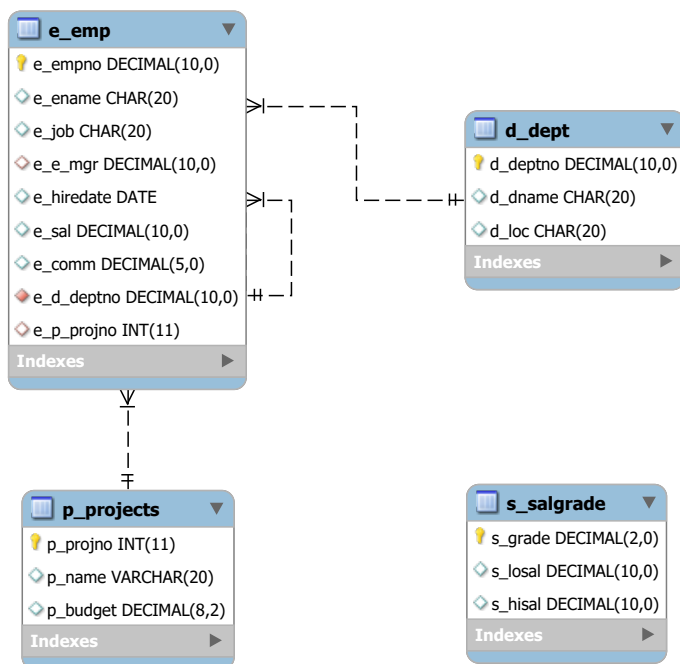 e_emp
e_empno DECIMAL(10,0)
e_ename CHAR(20)
e_job CHAR(20)
e_e_mgr DECIMAL(10,0)
e_hiredate DATE
e_sal DECIMAL(10,0)
e_comm DECIMAL(5,0)
e_d_deptno DECIMAL(10,0)
e_p_projno INT(11)
Indexes
d_dept
d_deptno DECIMAL(10,0)
d_dname CHAR(20)
d_loc CHAR(20)
Indexes
p_projects
p_projno INT(11)
p_name VARCHAR(20)
p_budget DECIMAL(8,2)
Indexes
s_salgrade
s_grade DECIMAL(2,0)
s_losal DECIMAL(10,0)
s_hisal DECIMAL(10,0)
Indexes